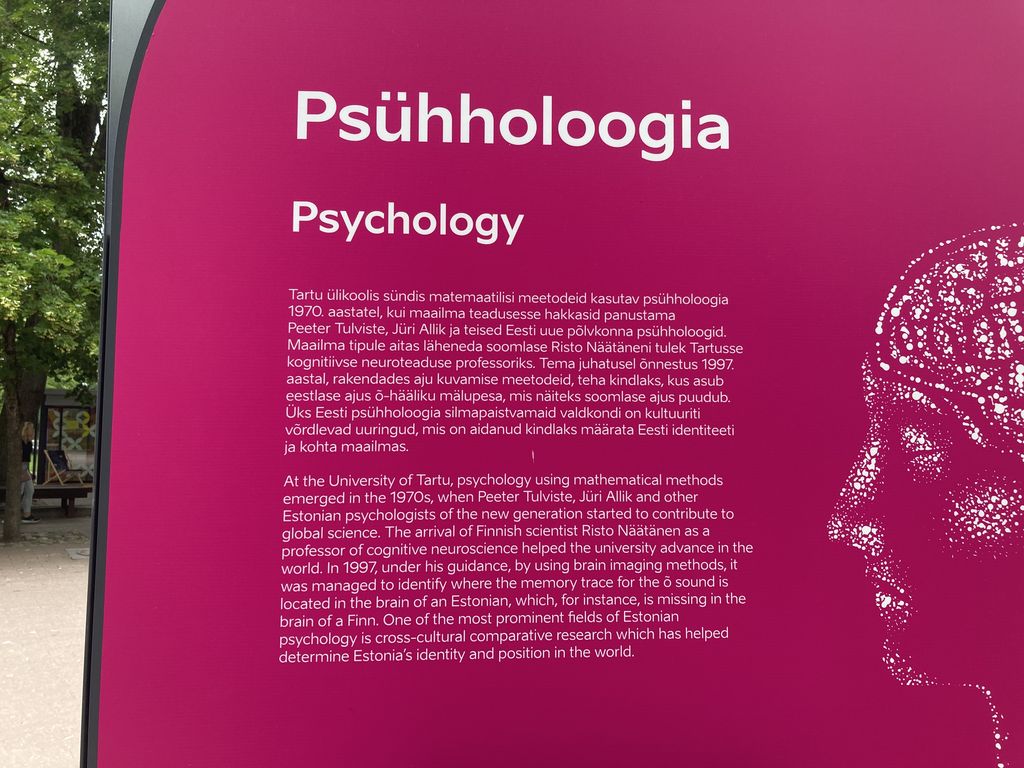 Psühholoogia
Psychology
Tartu ülikoolis sündis matemaatilisi meetodeid kasutav psühholoogia
1970. aastatel, kui maailma teadusesse hakkasid panustama
Peeter Tulviste, Jüri Allik ja teised Eesti uue põlvkonna psühholoogid.
Maailma tipule aitas läheneda soomlase Risto Näätäneni tulek Tartusse
kognitiivse neuroteaduse professoriks. Tema juhatusel õnnestus 1997.
aastal, rakendades aju kuvamise meetodeid, teha kindlaks, kus asub
eestlase ajus õ-hääliku mälupesa, mis näiteks soomlase ajus puudub.
Üks Eesti psühholoogia silmapaistvamaid valdkondi on kultuuriti
võrdlevad uuringud, mis on aidanud kindlaks määrata Eesti identiteeti
ja kohta maailmas.
At the University of Tartu, psychology using mathematical methods
emerged in the 1970s, when Peeter Tulviste, Jüri Allik and other
Estonian psychologists of the new generation started to contribute to
global science. The arrival of Finnish scientist Risto Näätänen as a
professor of cognitive neuroscience helped the university advance in the
world. In 1997, under his guidance, by using brain imaging methods, it
was managed to identify where the memory trace for the õ sound is
located in the brain of an Estonian, which, for instance, is missing in the
brain of a Finn. One of the most prominent fields of Estonian
psychology is cross-cultural comparative research which has helped
determine Estonia's identity and position in the world.